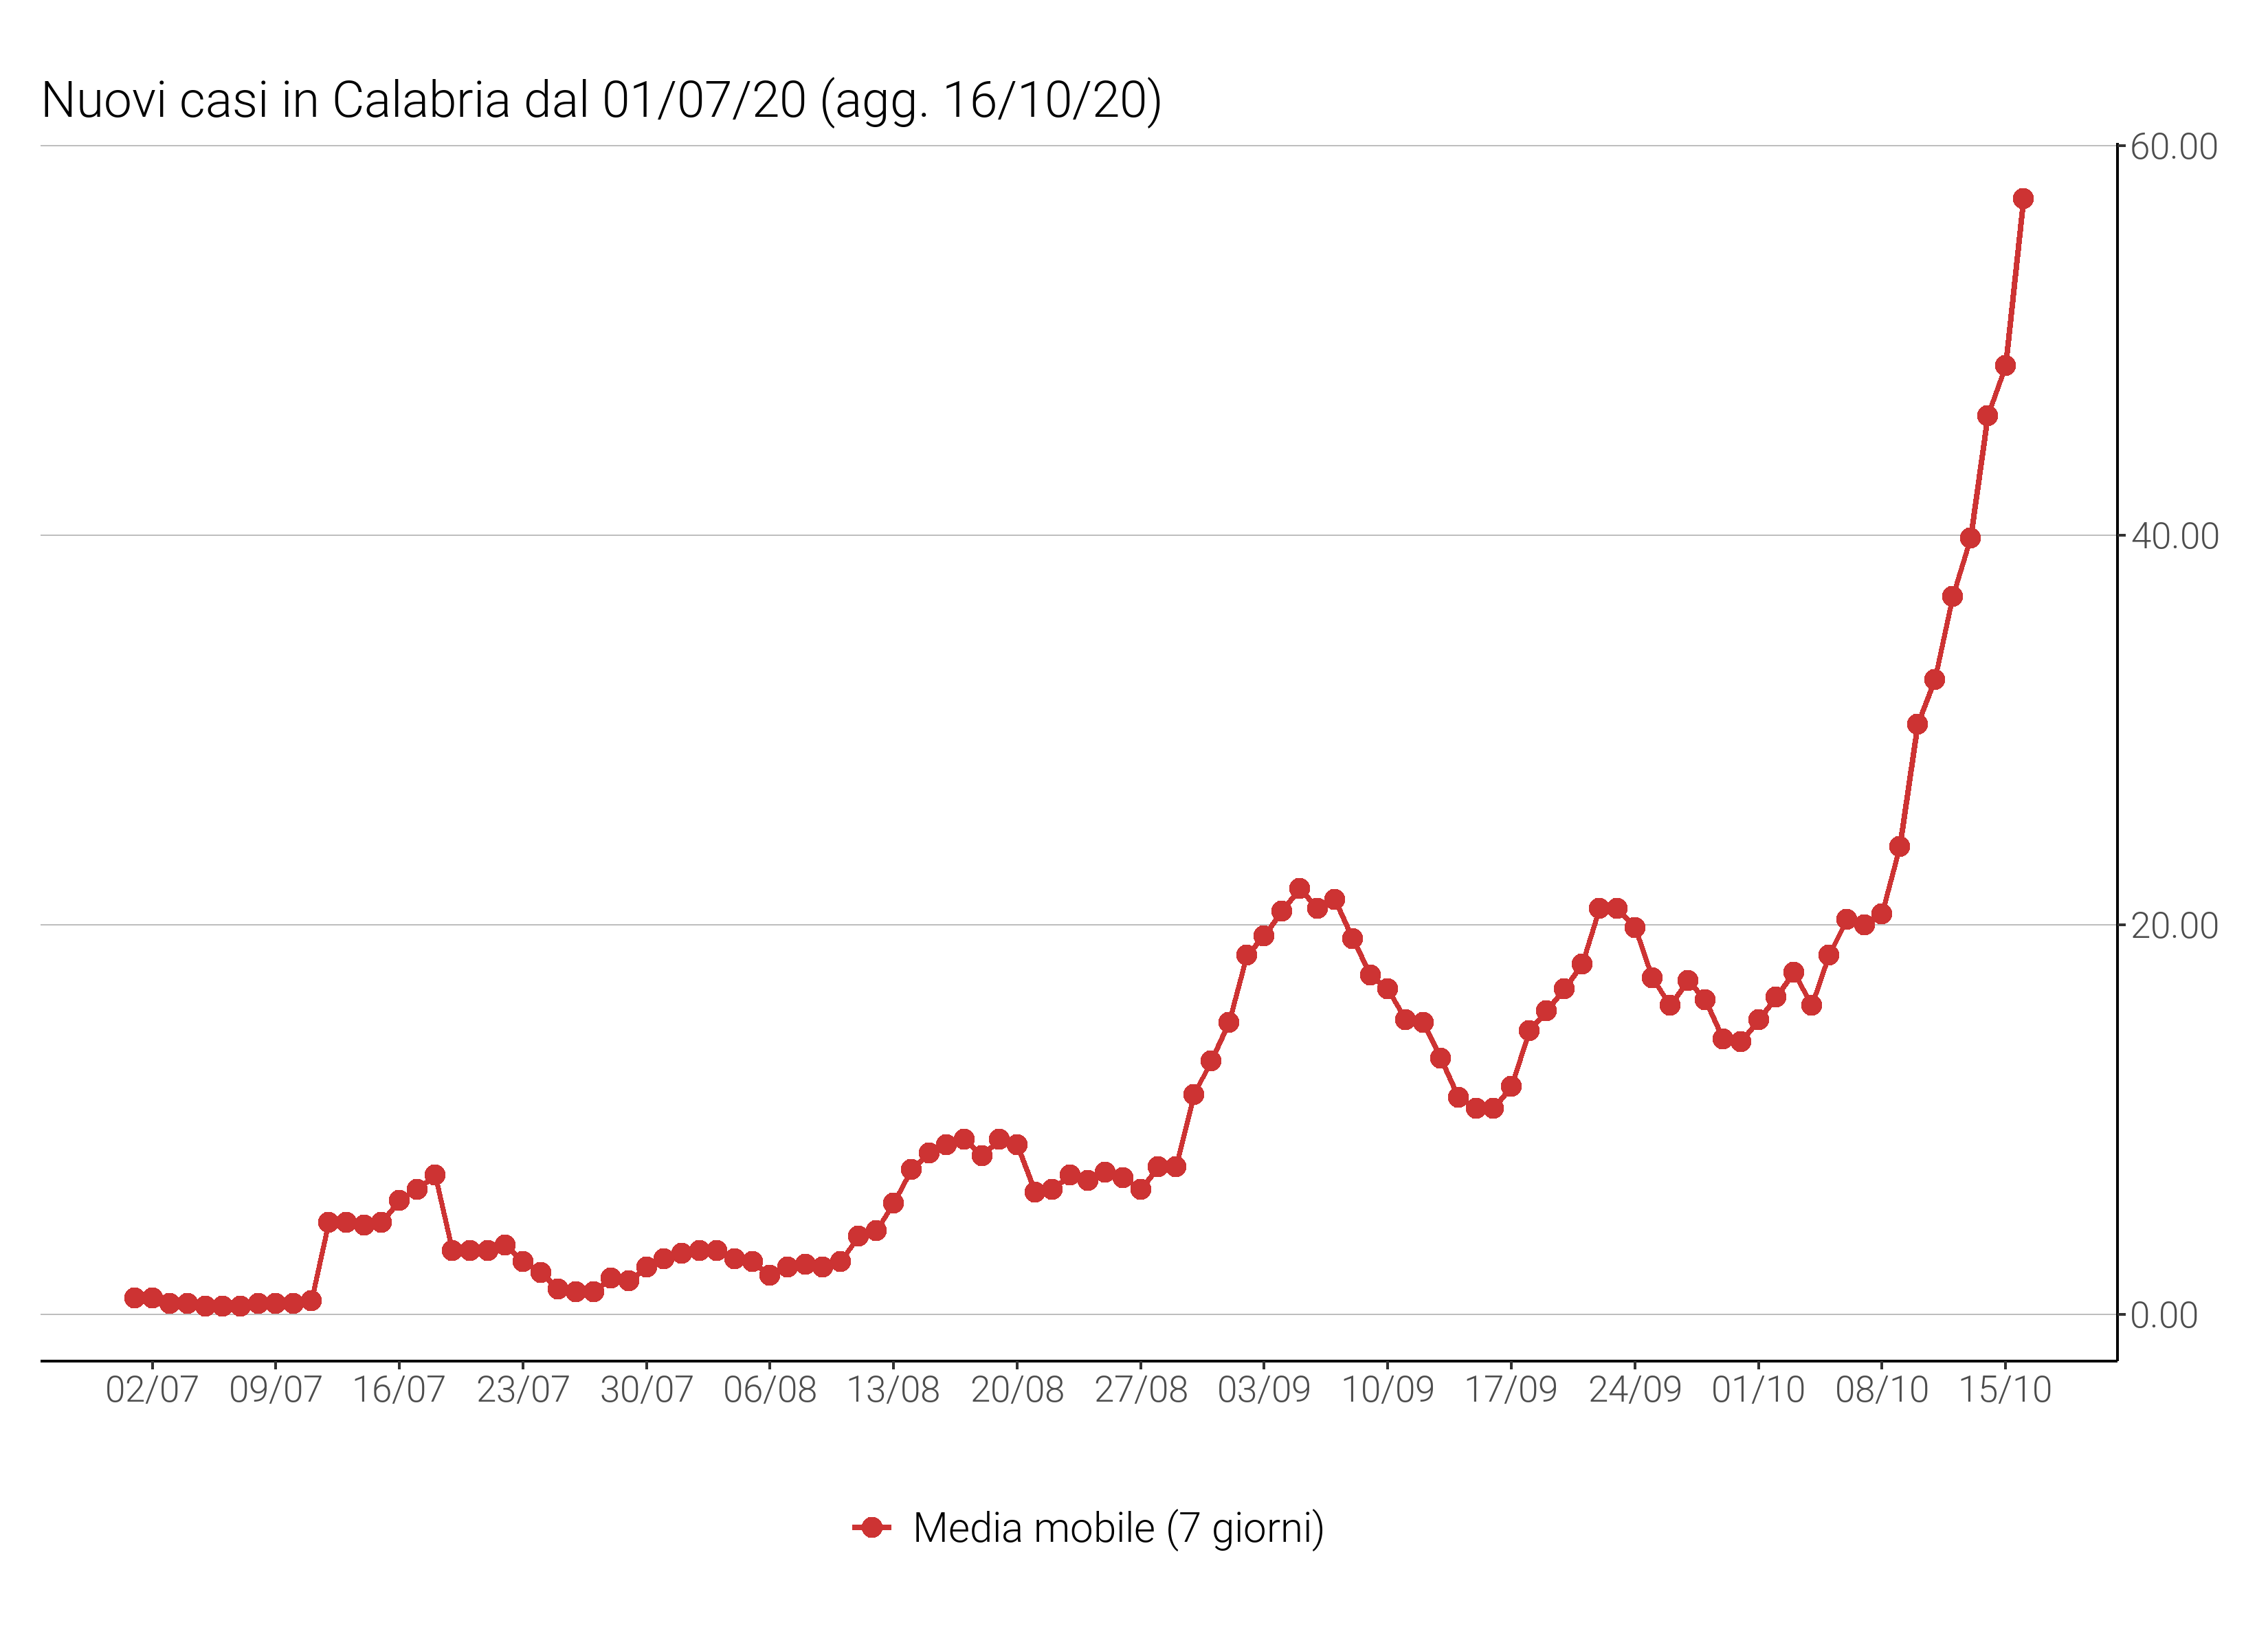 Nuovi casi in Calabria dal 01/07/20 (agg. 16/10/20)
60.00
40.00
20.00
0.00
02/07 09/07 16/07 23/07 30/07 06/08 13/08 20/08 27/08 03/09 10/09 17/09 24/09 01/10 08/10 15/10
Media mobile (7 giorni)